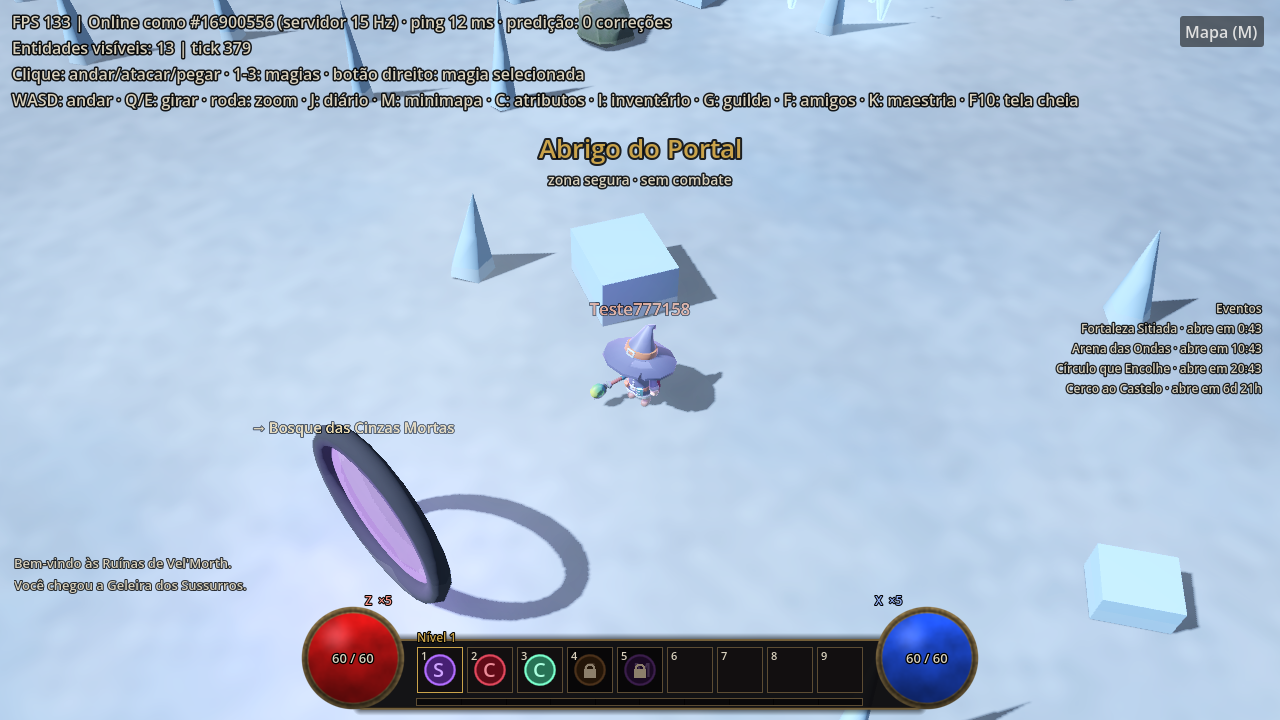 FPS 133 | Online como #16900556 (servidor 15 Hz) · ping 12 ms · predição: 0 correções
Entidades visíveis: 13 | tick 379
Clique: andar/atacar/pegar · 1-3: magias · botão direito: magia selecionada
WASD: andar · Q/E: girar · roda: zoom · J: diário · M: minimapa · C: atributos · I: inventário · G: guilda · F: amigos · K: maestria · F10: tela cheia
Mapa (M)
Abrigo do Portal
zona segura · sem combate
Teste777158
Eventos
Fortaleza Sitiada · abre em 0:43
Arena das Ondas · abre em 10:43
Círculo que Encolhe · abre em 20:43
Cerco ao Castelo · abre em 6d 21h
→ Bosque das Cinzas Mortas
Bem-vindo às Ruínas de Vel'Morth.
Você chegou a Geleira dos Sussurros.
Z ×5
X ×5
Nível 1
60 / 60
1 S 2 C 3 C 4 5 6 7 8 9
60 / 60